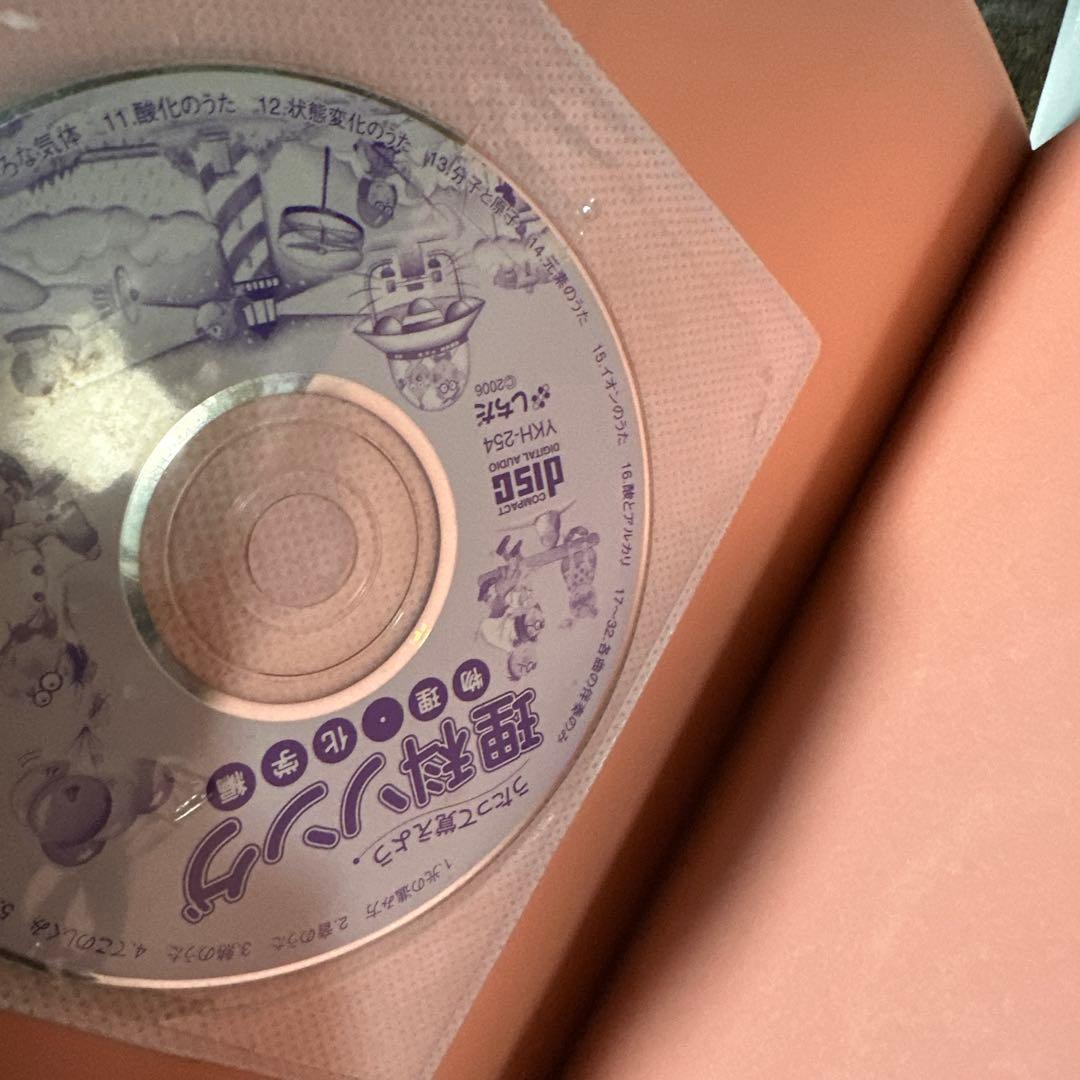 うたって覚えよう
理科ソング
物理・化学編
COMPACT
disc
DIGITAL AUDIO
YKH-254
しちだ
©2006
1.光の進み方
2.音のうた
3.熱のうた
4.てこのしくみ
5.
ろな気体
11.酸化のうた
12.状態変化のうた
13.分子と原子
14.元素のうた
15.イオンのうた
16.酸とアルカリ
17〜32.各曲の伴奏のみ